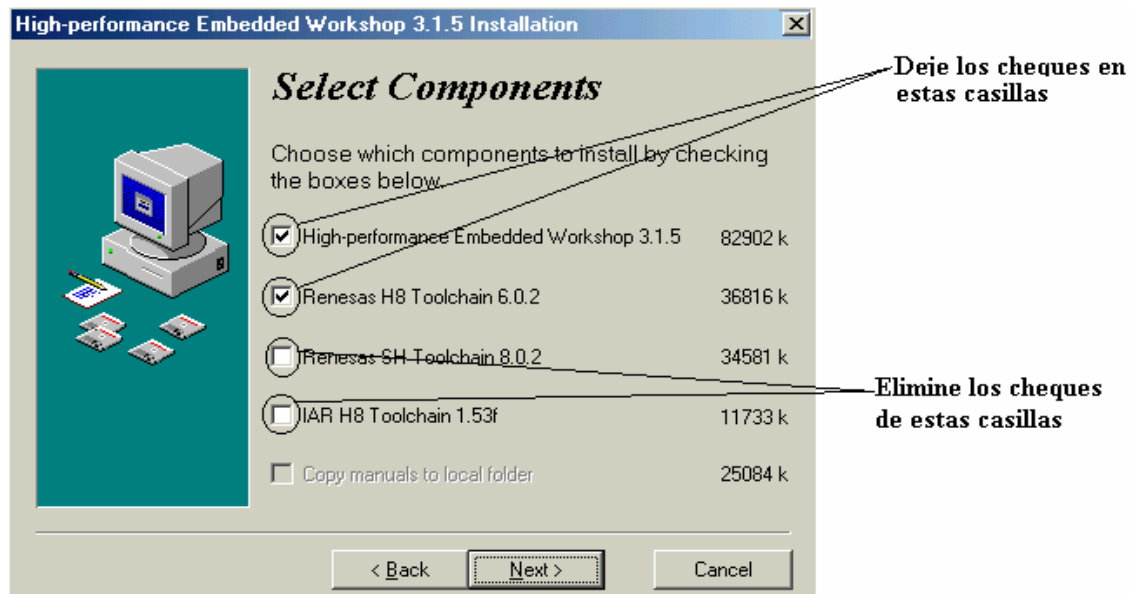 High-performance Embedded Workshop 3.1.5 Installation
Select Components
Deje los cheques en
estas casillas
Choose which components to install by checking
the boxes below.
High-performance Embedded Workshop 3.1.5 82902 k
Renesas H8 Toolchain 6.0.2 36816 k
Renesas SH Toolchain 8.0.2 34581 k
Elimine los cheques
de estas casillas
IAR H8 Toolchain 1.53f 11733 k
Copy manuals to local folder 25084 k
< Back Next > Cancel